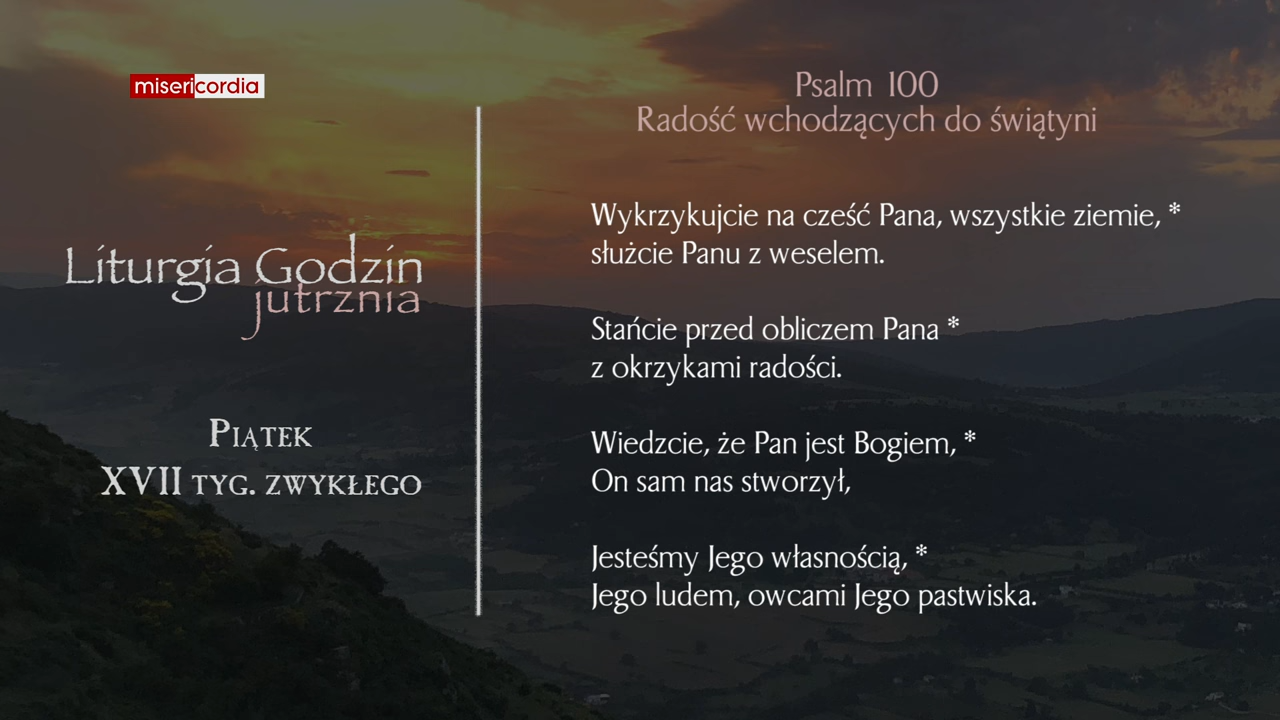 misericordia
Liturgia Godzin
jutrznia
Piątek
XVII tyg. zwykłego
Psalm 100
Radość wchodzących do świątyni
Wykrzykujcie na cześć Pana, wszystkie ziemie, *
służcie Panu z weselem.
Stańcie przed obliczem Pana *
z okrzykami radości.
Wiedzcie, że Pan jest Bogiem, *
On sam nas stworzył,
Jesteśmy Jego własnością, *
Jego ludem, owcami Jego pastwiska.